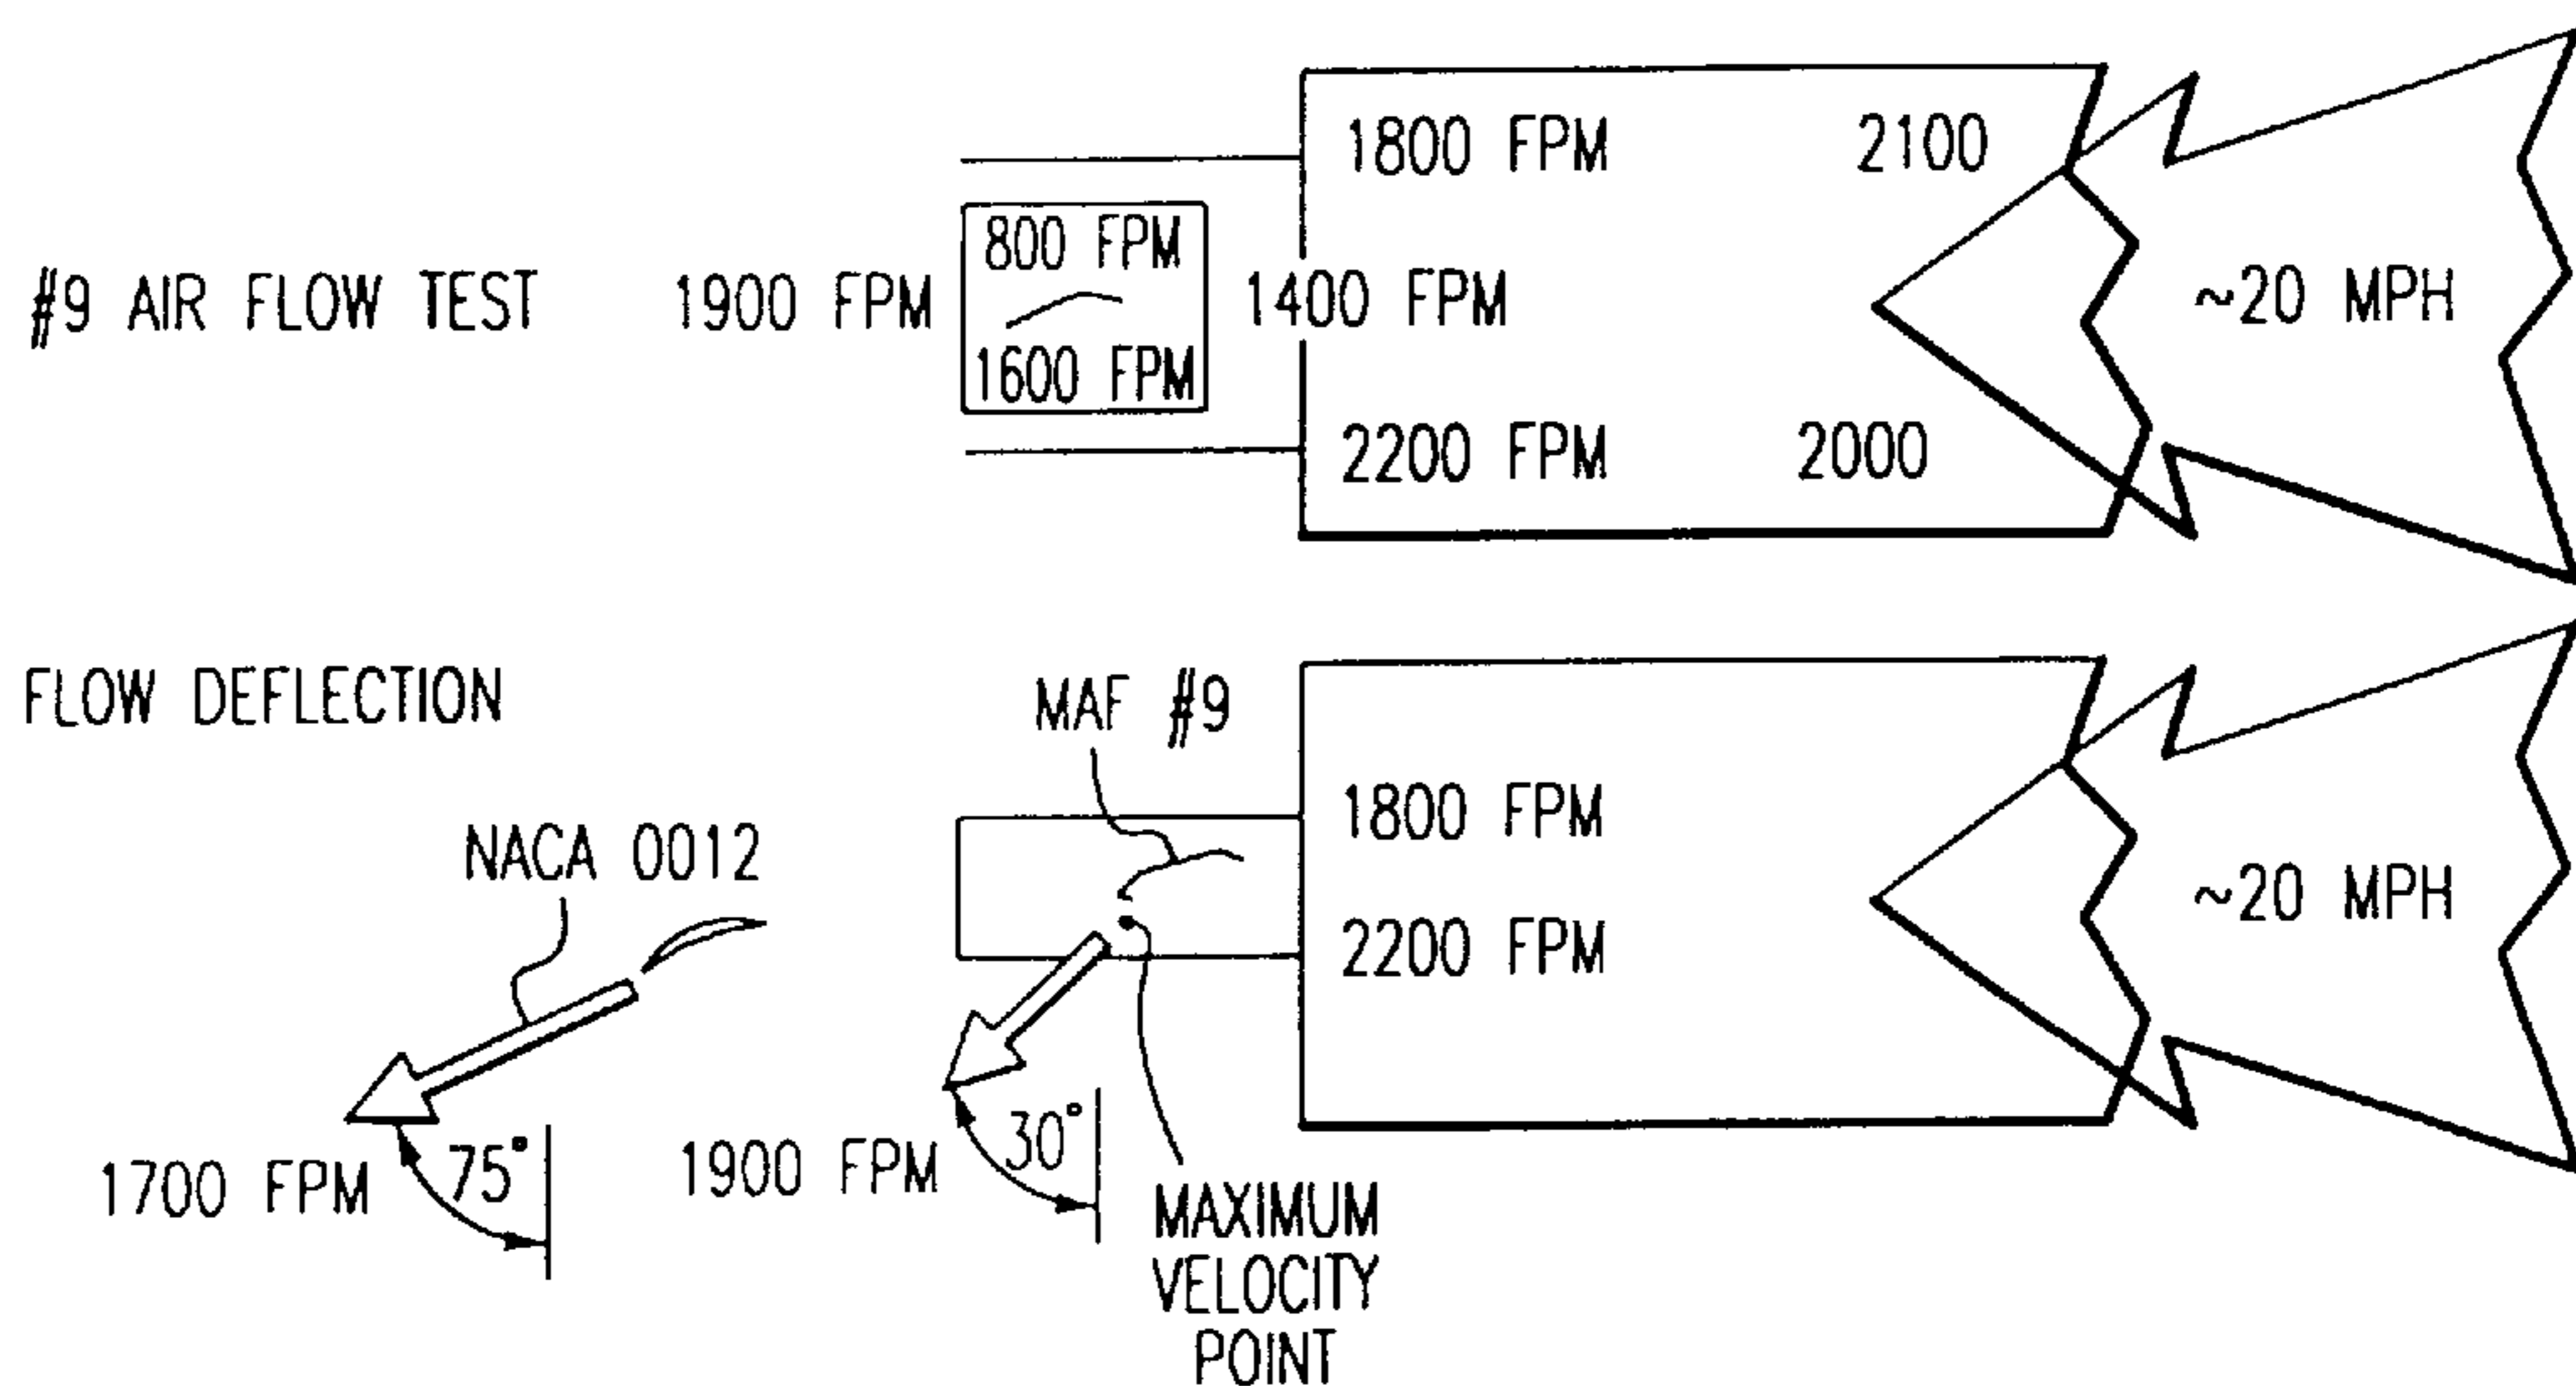 1800 FPM
2100
800 FPM
#9 AIR FLOW TEST
1900 FPM
1400 FPM
~20 MPH
1600 FPM
2200 FPM
2000
FLOW DEFLECTION
MAF #9
1800 FPM
NACA 0012
~20 MPH
2200 FPM
1700 FPM
75°
1900 FPM
30°
MAXIMUM
VELOCITY
POINT